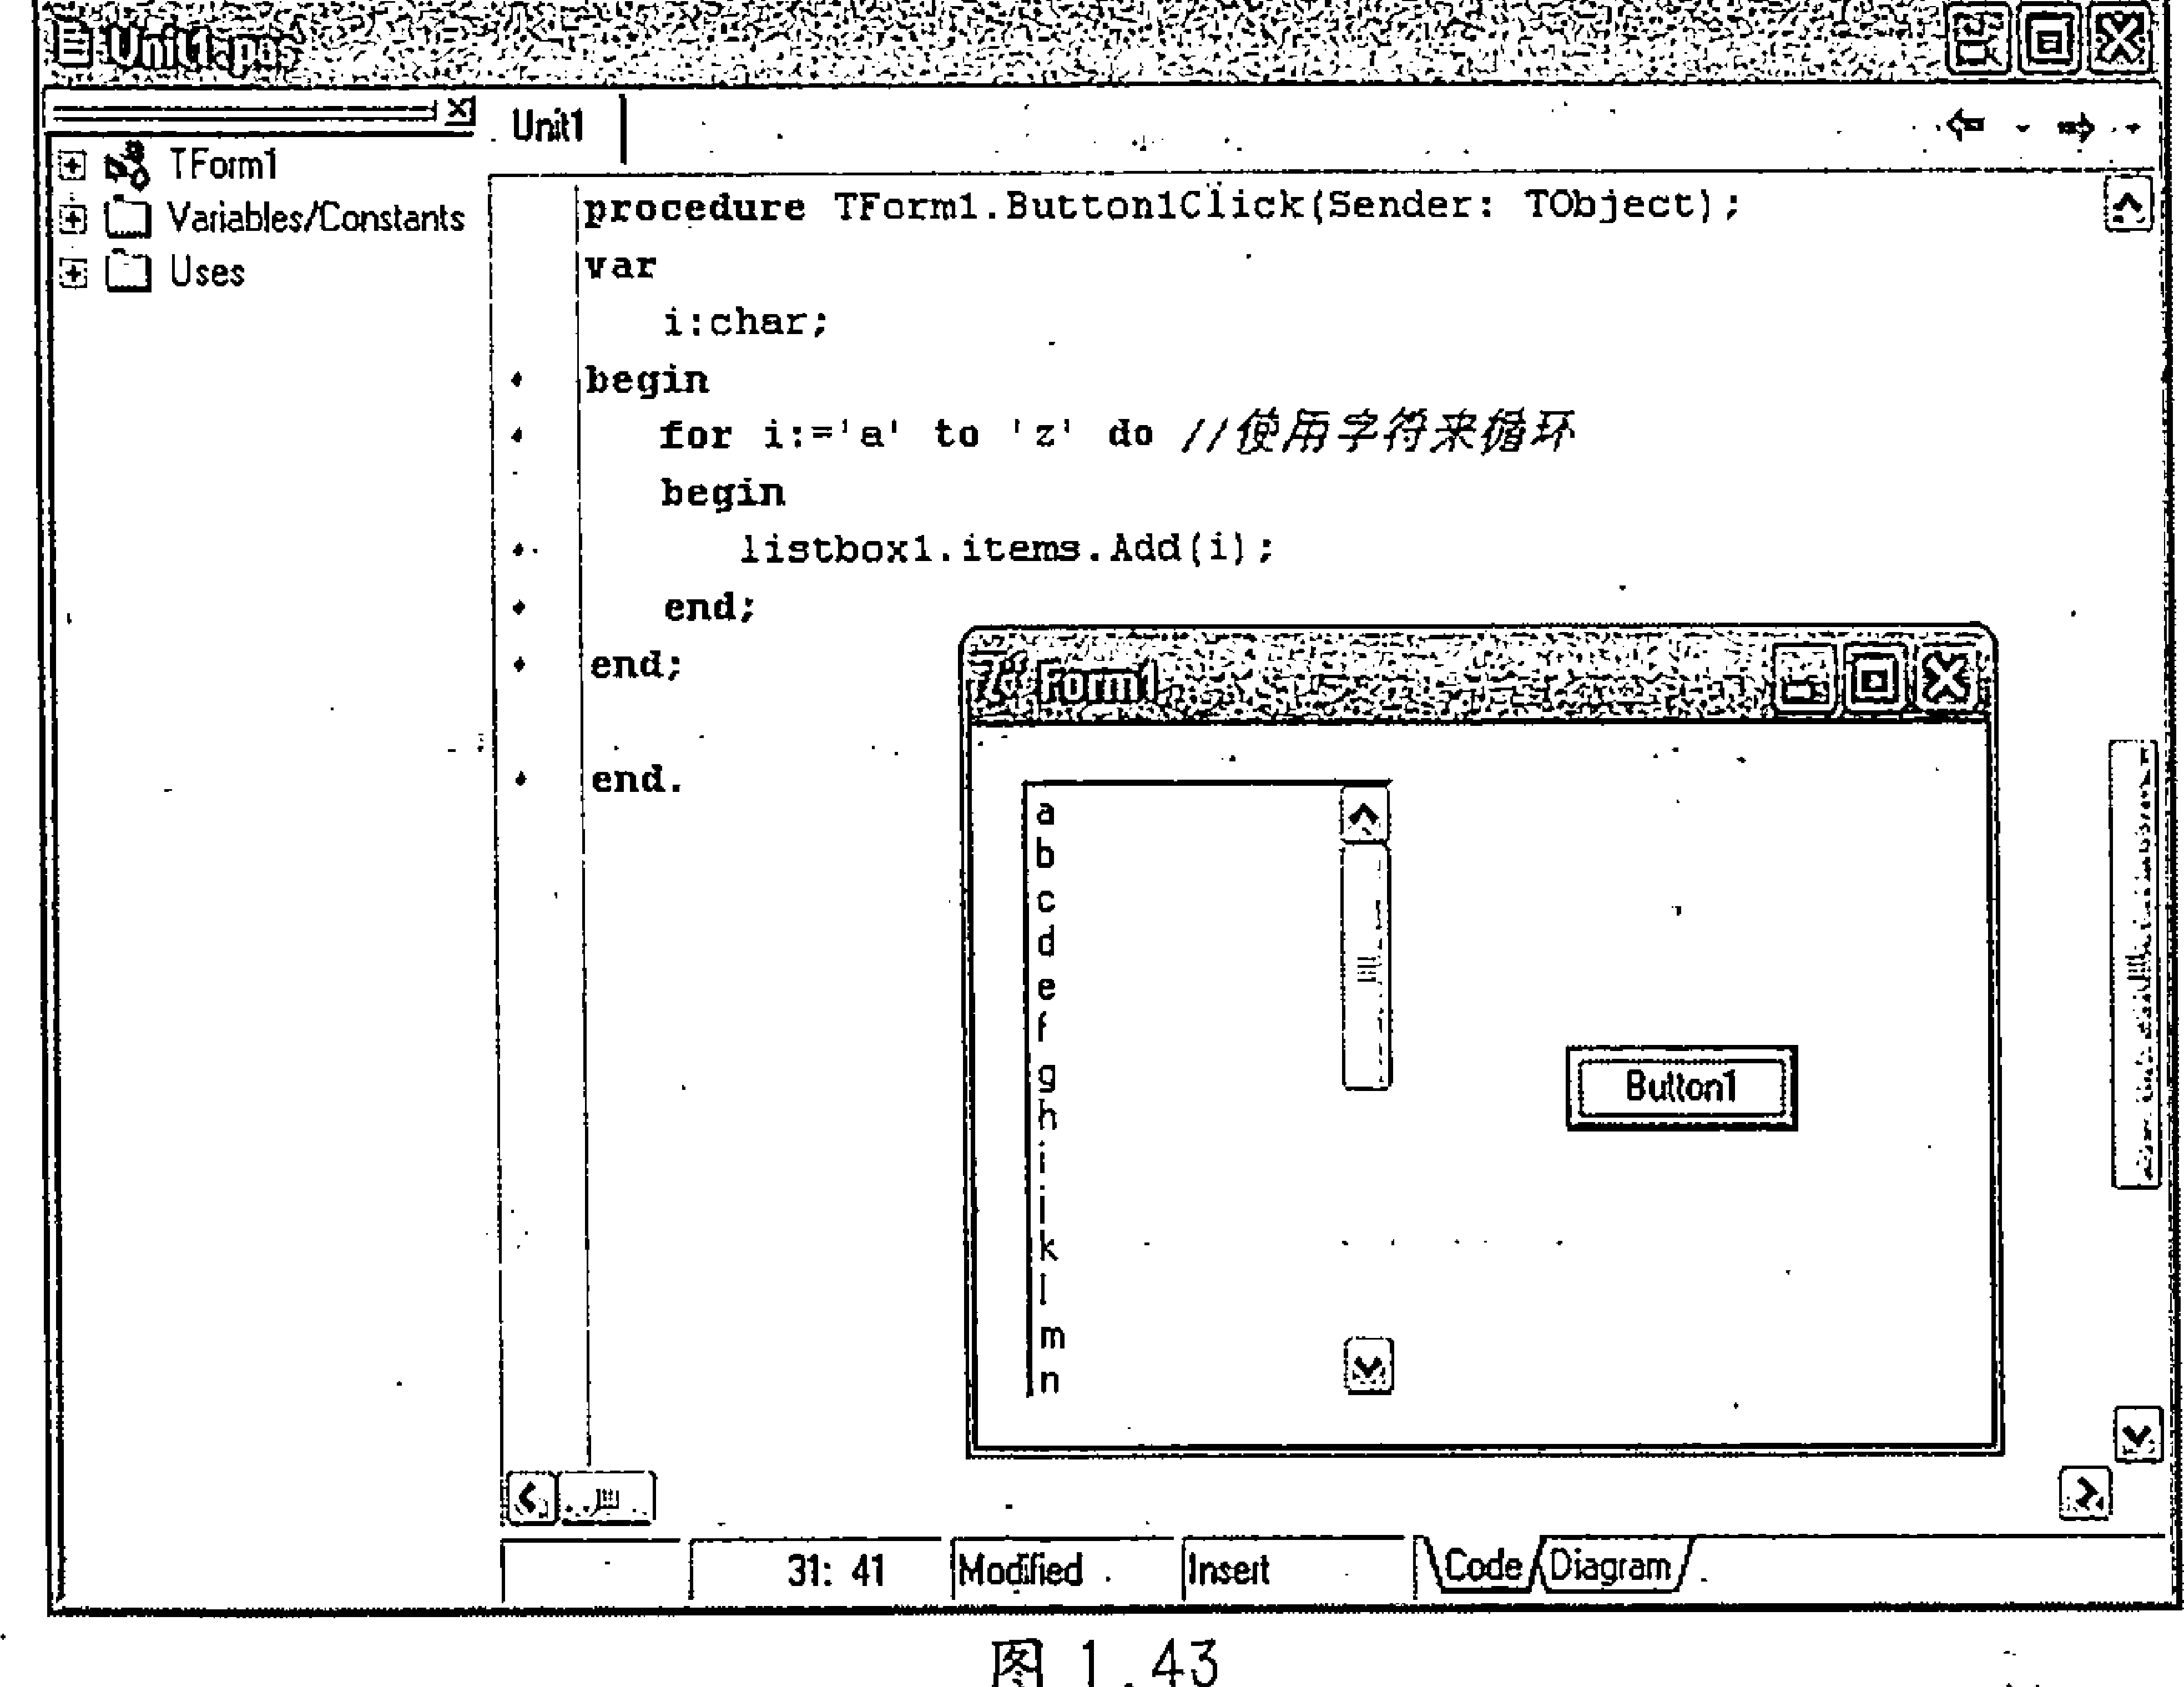 Unit1.pas
Unit1
TForm1
Variables/Constants
Uses
procedure TForm1.Button1Click(Sender: TObject);
var
i:char;
begin
for i:='a' to 'z' do //使用字符来循环
begin
listbox1.items.Add(i);
end;
end;
end.
Form1
a
b
c
d
e
f
g
h
i
j
k
l
m
n
Button1
31: 41
Modified
Insert
Code
Diagram
图 1.43